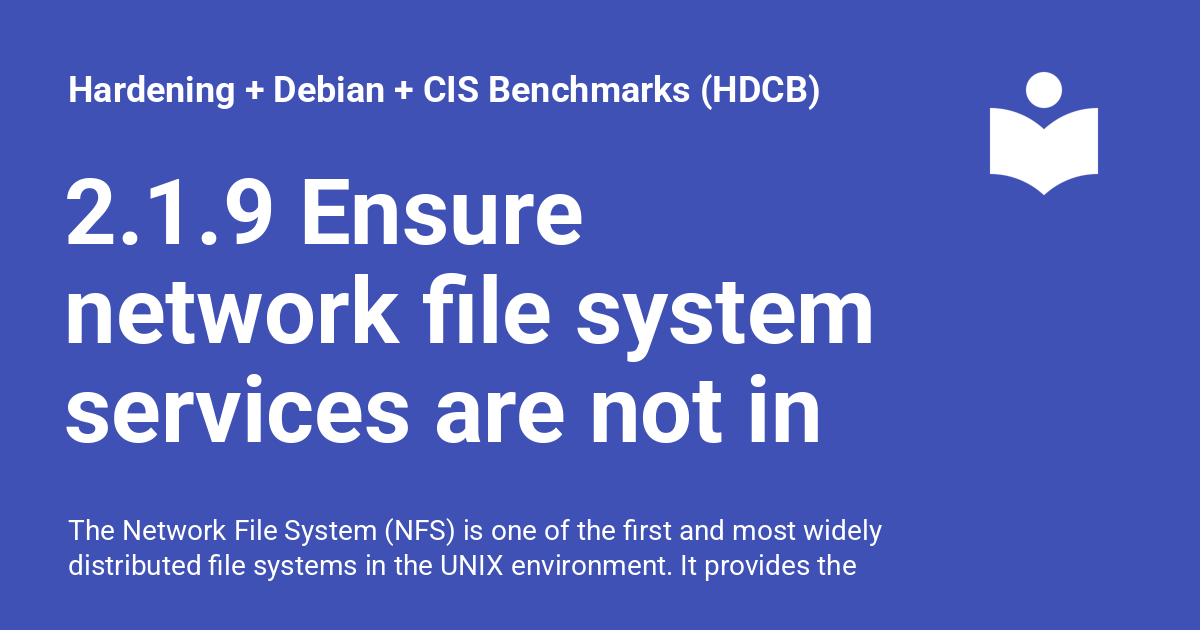 Hardening + Debian + CIS Benchmarks (HDCB)
2.1.9 Ensure
network file system
services are not in
The Network File System (NFS) is one of the first and most widely
distributed file systems in the UNIX environment. It provides the